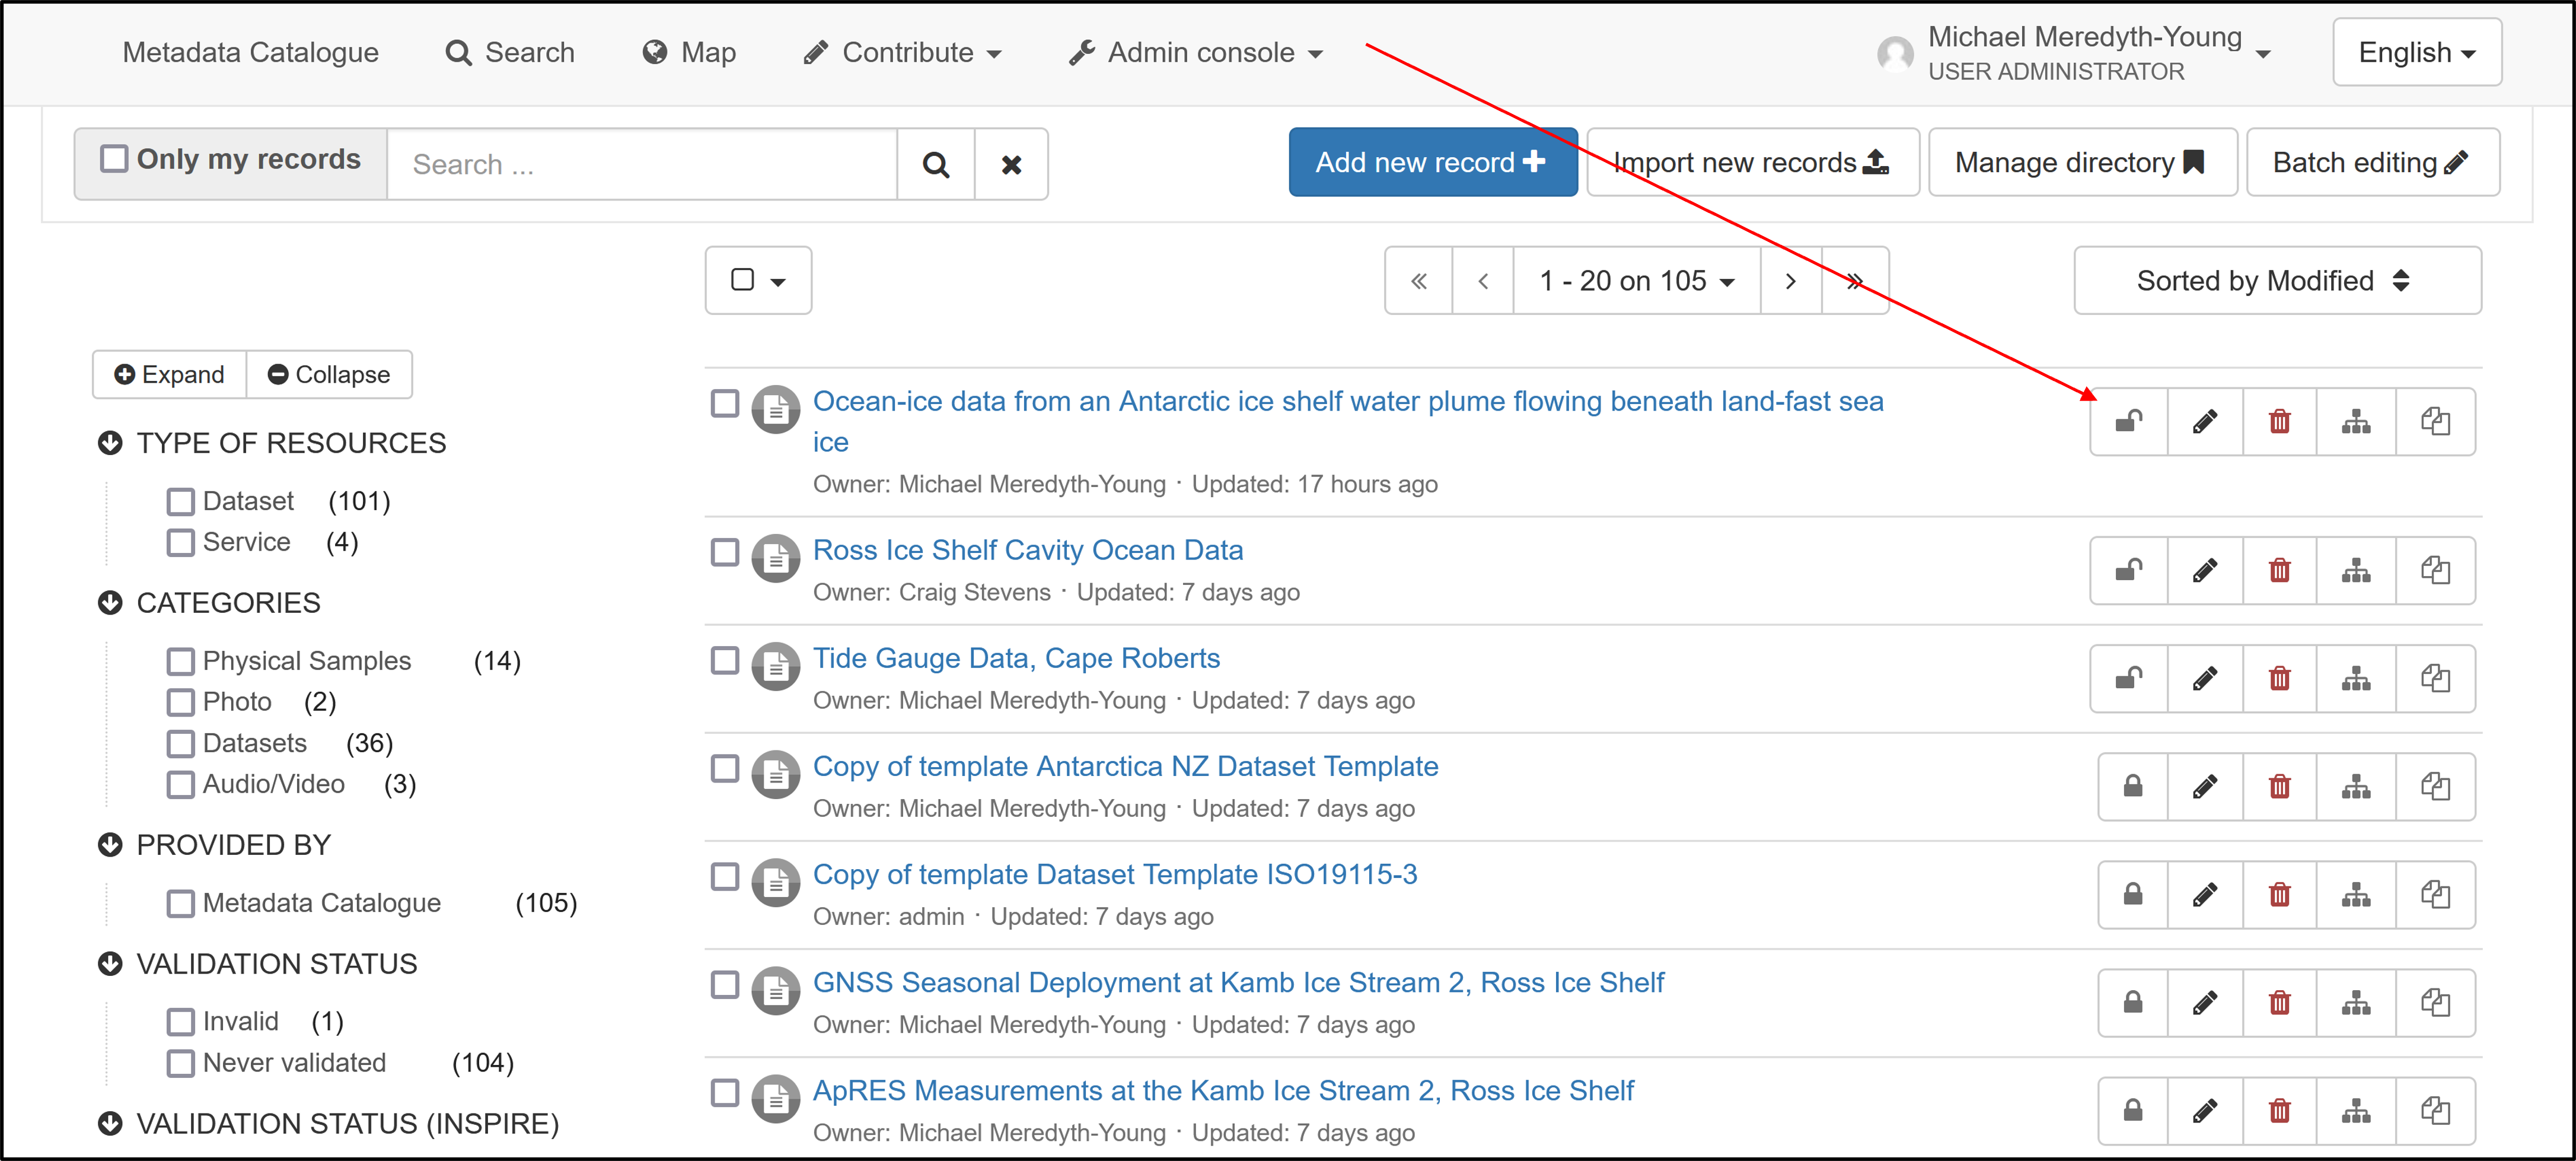 Metadata Catalogue Search Map Contribute Admin console Michael Meredyth-Young English
USER ADMINISTRATOR
Only my records Search ... Add new record Import new records Manage directory Batch editing
1 - 20 on 105 Sorted by Modified
Expand Collapse
TYPE OF RESOURCES
Dataset (101)
Service (4)
CATEGORIES
Physical Samples (14)
Photo (2)
Datasets (36)
Audio/Video (3)
PROVIDED BY
Metadata Catalogue (105)
VALIDATION STATUS
Invalid (1)
Never validated (104)
VALIDATION STATUS (INSPIRE)
Ocean-ice data from an Antarctic ice shelf water plume flowing beneath land-fast sea
ice
Owner: Michael Meredyth-Young · Updated: 17 hours ago
Ross Ice Shelf Cavity Ocean Data
Owner: Craig Stevens · Updated: 7 days ago
Tide Gauge Data, Cape Roberts
Owner: Michael Meredyth-Young · Updated: 7 days ago
Copy of template Antarctica NZ Dataset Template
Owner: Michael Meredyth-Young · Updated: 7 days ago
Copy of template Dataset Template ISO19115-3
Owner: admin · Updated: 7 days ago
GNSS Seasonal Deployment at Kamb Ice Stream 2, Ross Ice Shelf
Owner: Michael Meredyth-Young · Updated: 7 days ago
ApRES Measurements at the Kamb Ice Stream 2, Ross Ice Shelf
Owner: Michael Meredyth-Young · Updated: 7 days ago